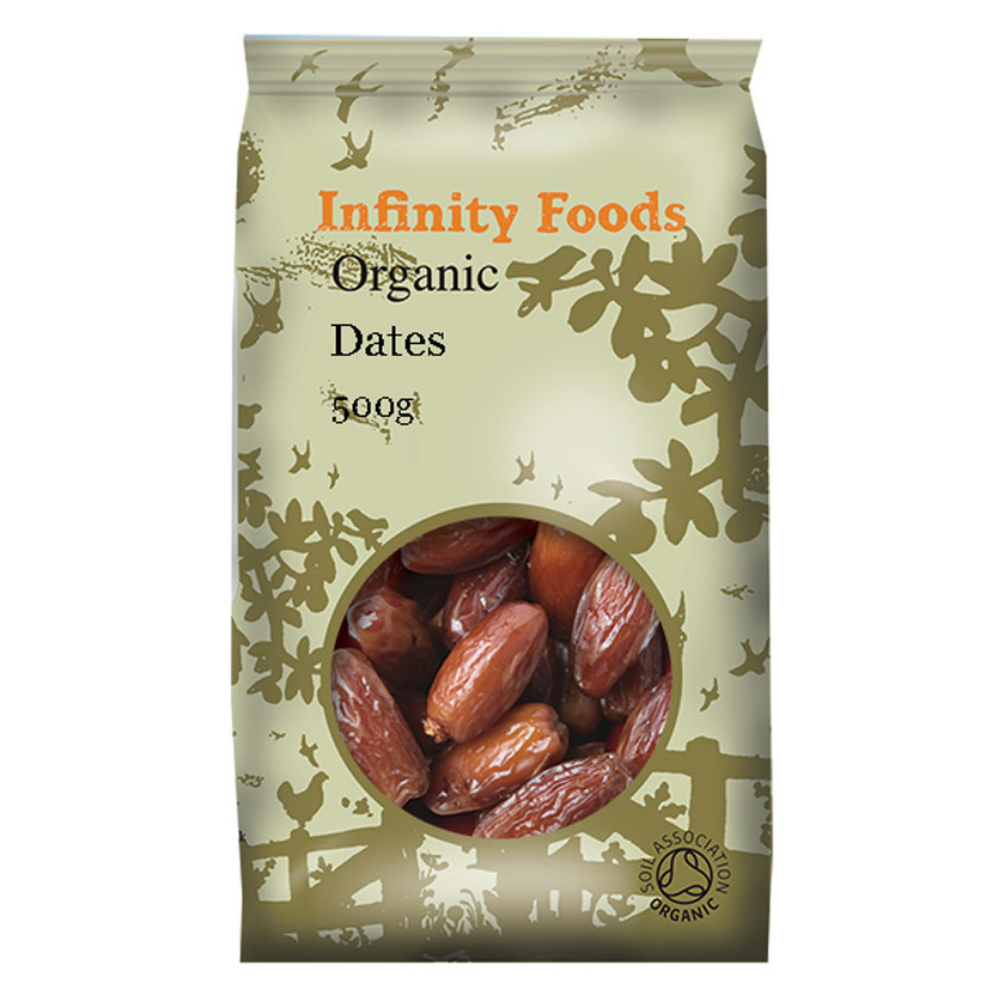 Infinity Foods
Organic
Dates
500g
SOIL ASSOCIATION
ORGANIC